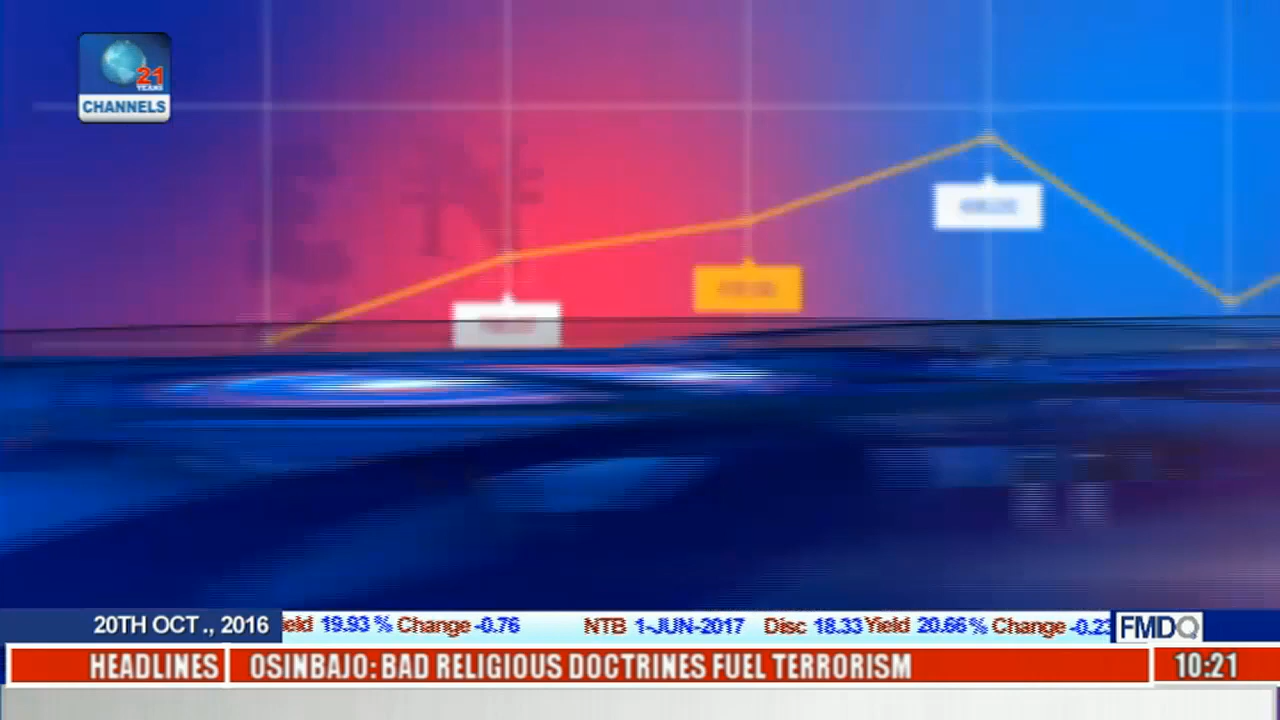 21
YEARS
CHANNELS
20TH OCT., 2016
ield 19.93 % Change -0.76 NTB 1-JUN-2017 Disc 18.33 Yield 20.66 % Change -0.23
FMDQ
HEADLINES
OSINBAJO: BAD RELIGIOUS DOCTRINES FUEL TERRORISM
10:21